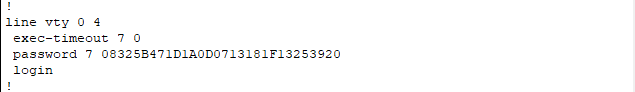 !
line vty 0 4
 exec-timeout 7 0
 password 7 08325B471D1A0D0713181F13253920
 login
!